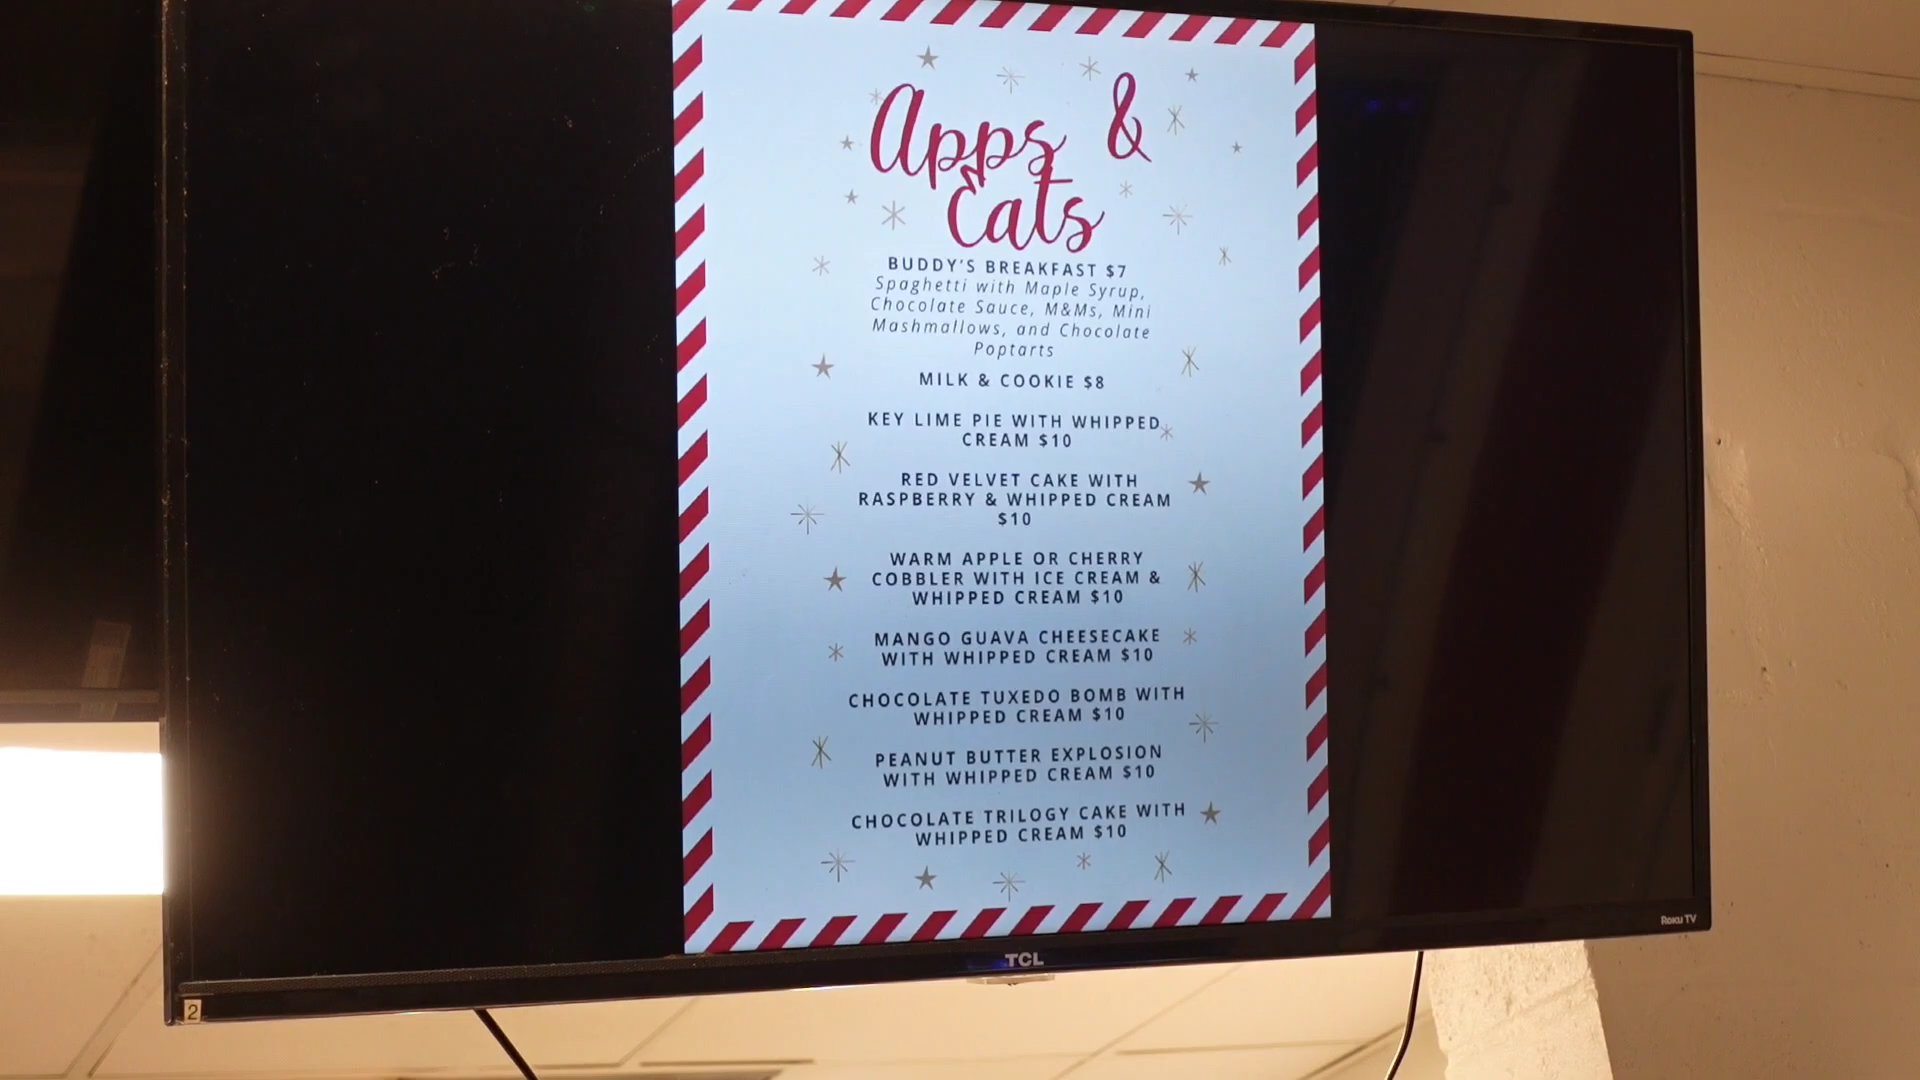 Apps &
Eats
BUDDY'S BREAKFAST $7
Spaghetti with Maple Syrup,
Chocolate Sauce, M&Ms, Mini
Mashmallows, and Chocolate
Poptarts
MILK & COOKIE $8
KEY LIME PIE WITH WHIPPED
CREAM $10
RED VELVET CAKE WITH
RASPBERRY & WHIPPED CREAM
$10
WARM APPLE OR CHERRY
COBBLER WITH ICE CREAM &
WHIPPED CREAM $10
MANGO GUAVA CHEESECAKE
WITH WHIPPED CREAM $10
CHOCOLATE TUXEDO BOMB WITH
WHIPPED CREAM $10
PEANUT BUTTER EXPLOSION
WITH WHIPPED CREAM $10
CHOCOLATE TRILOGY CAKE WITH
WHIPPED CREAM $10
Roku TV
TCL
2